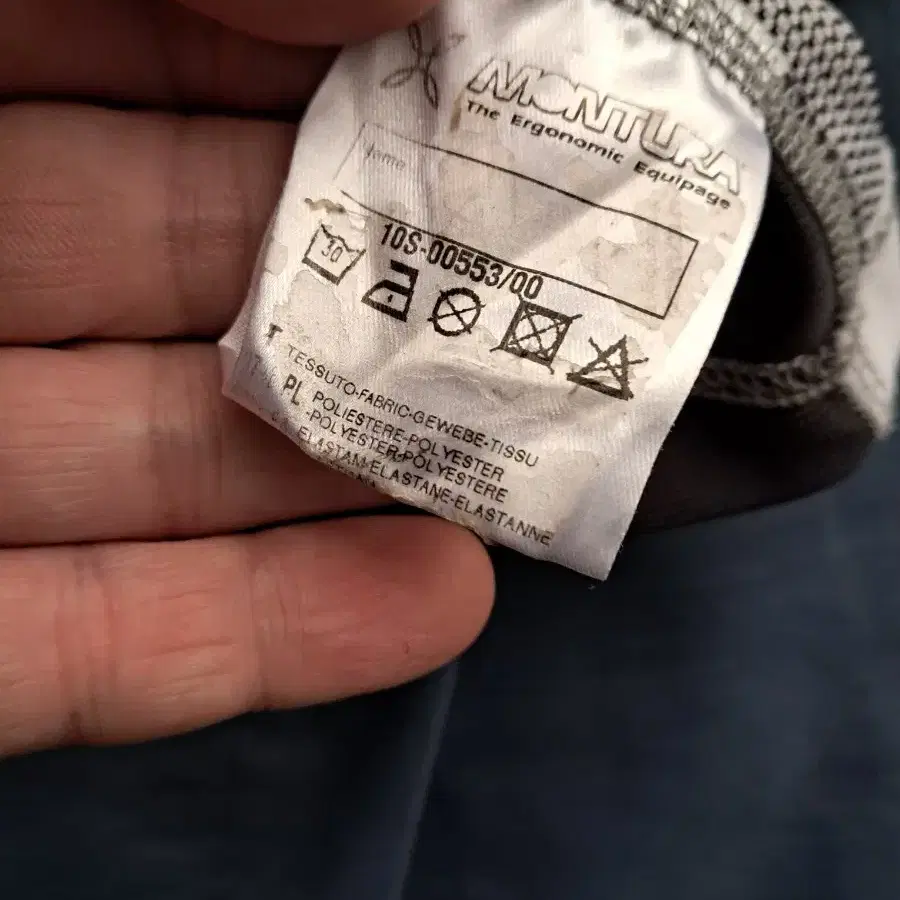 MONTURA
The Ergonomic Equipage
Name
10S-00553/00
30
TESSUTO-FABRIC-GEWEBE-TISSU
PL POLIESTERE-POLYESTER
-POLYESTER-POLYESTERE
ELASTAN-ELASTANE-ELASTANNE